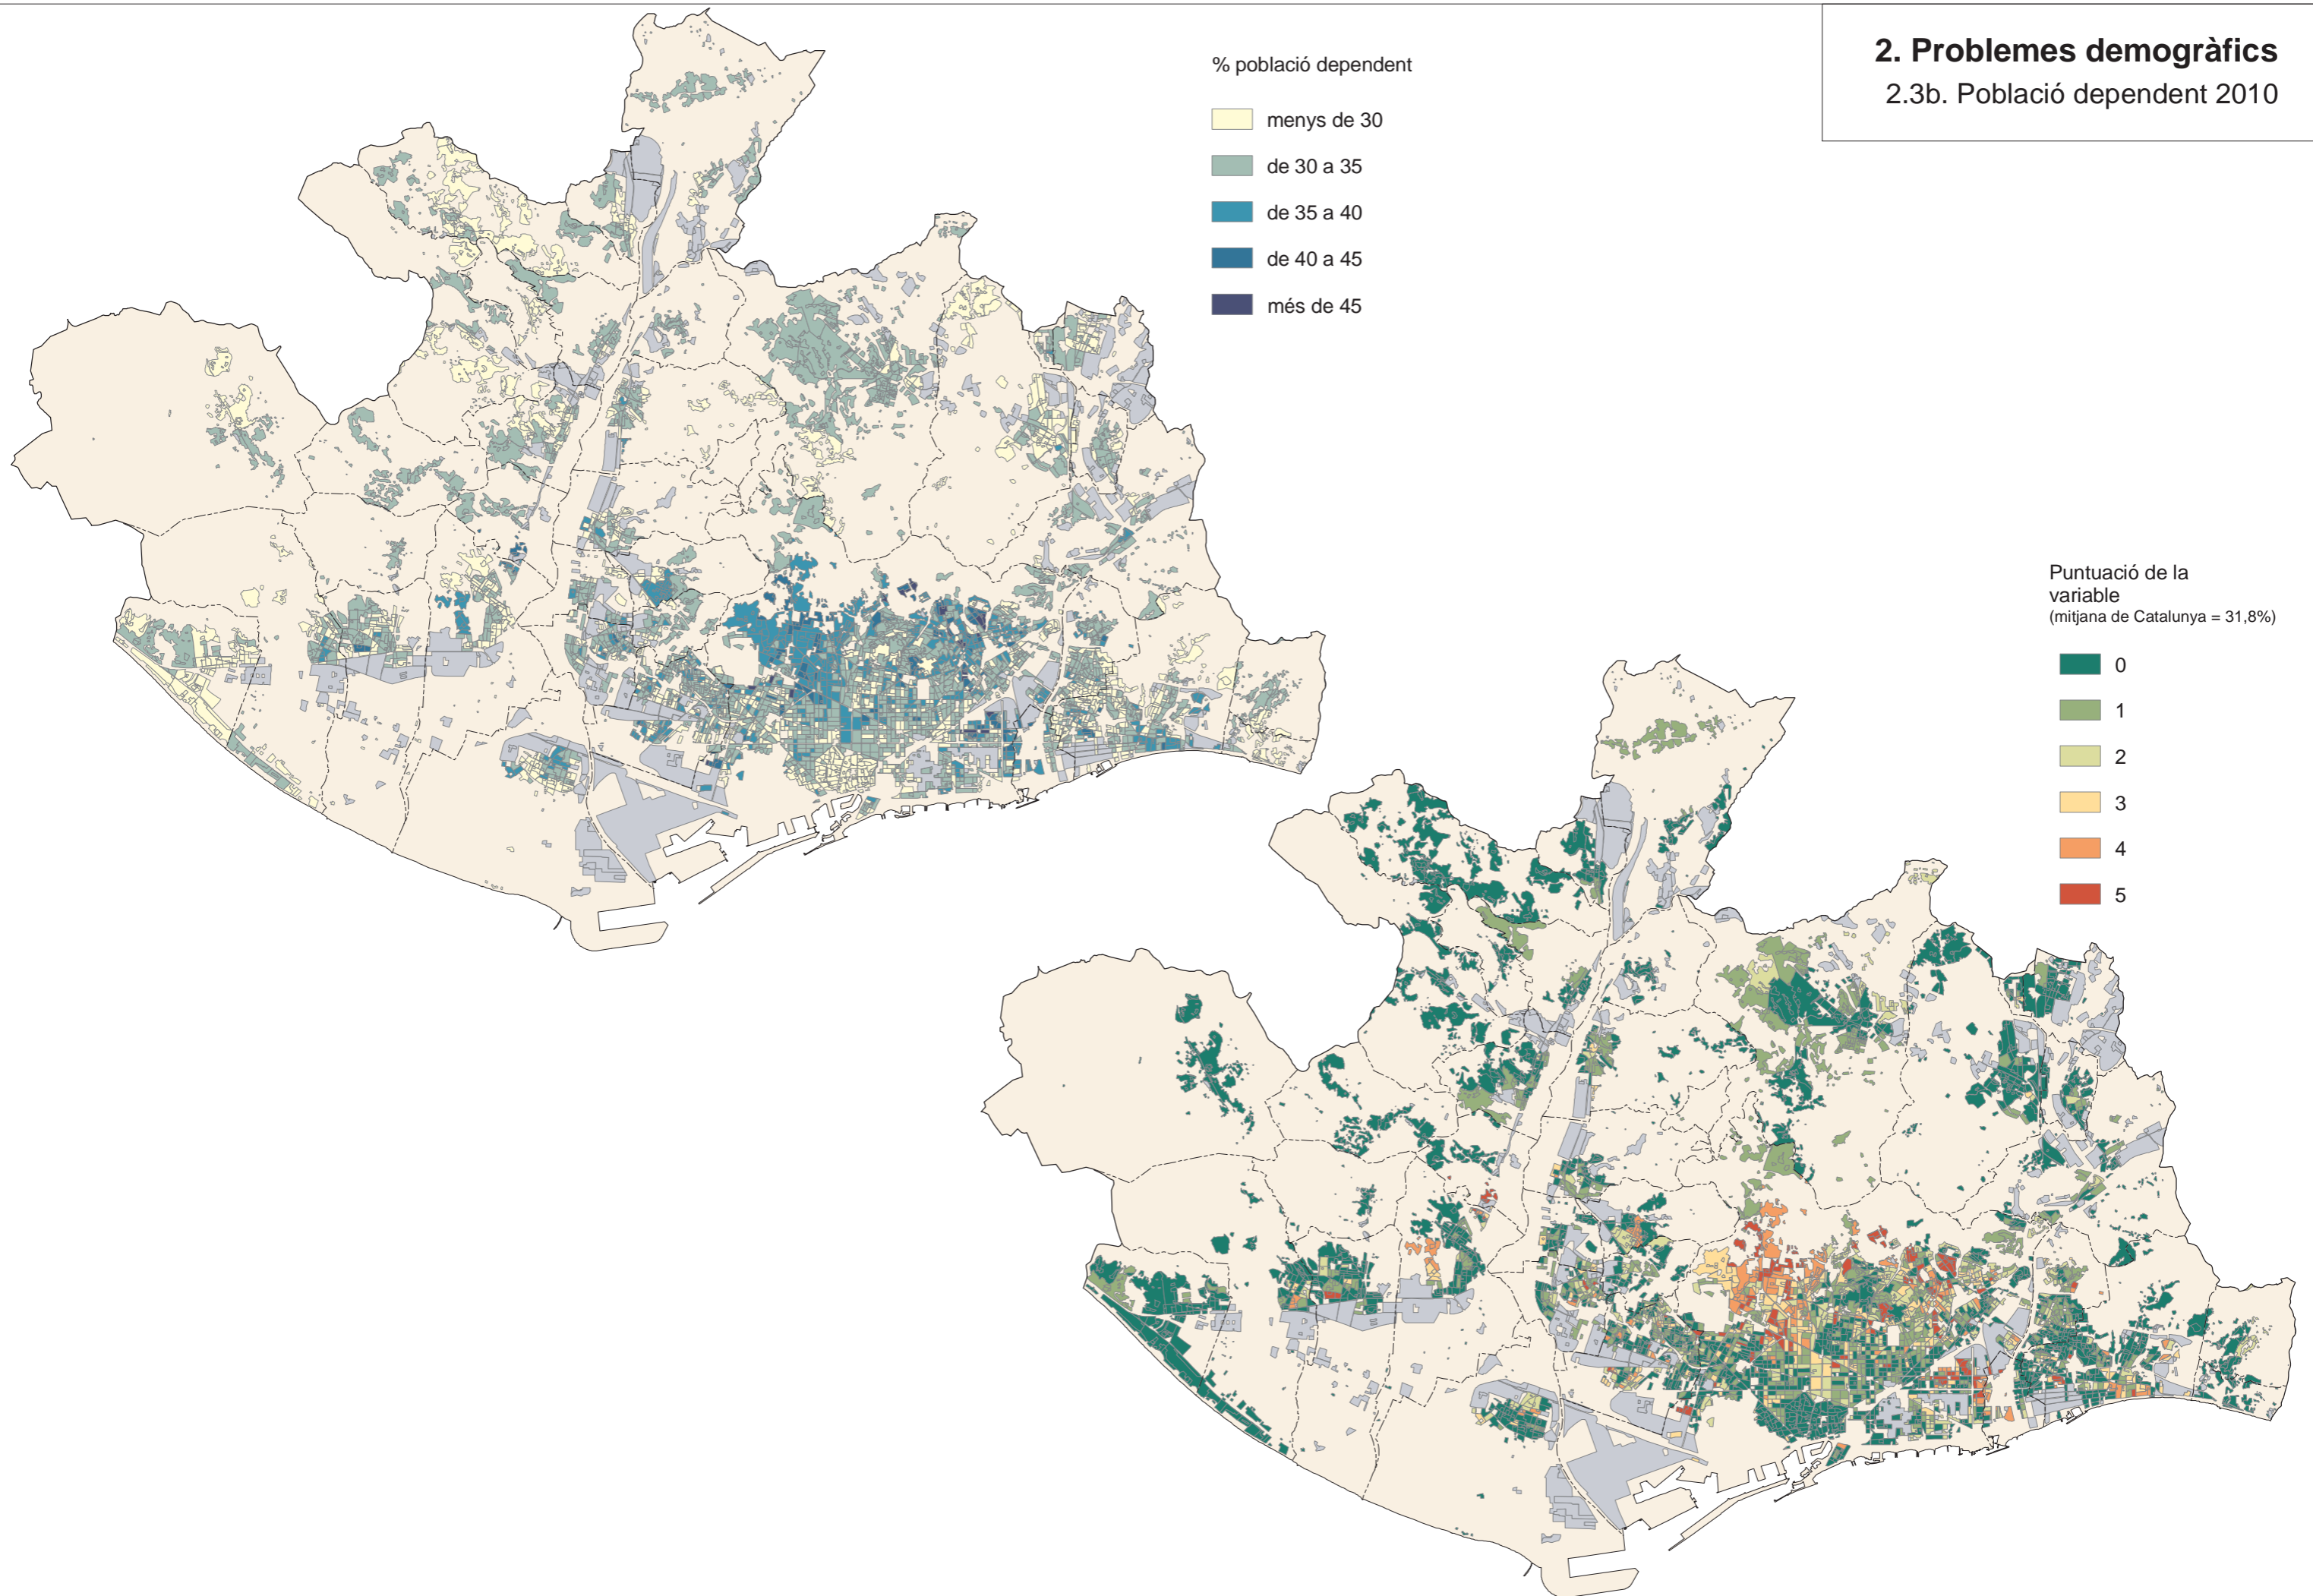 2. Problemes demogràfics
2.3b. Població dependent 2010
% població dependent
menys de 30
de 30 a 35
de 35 a 40
de 40 a 45
més de 45
Puntuació de la
variable
(mitjana de Catalunya = 31,8%)
0
1
2
3
4
5